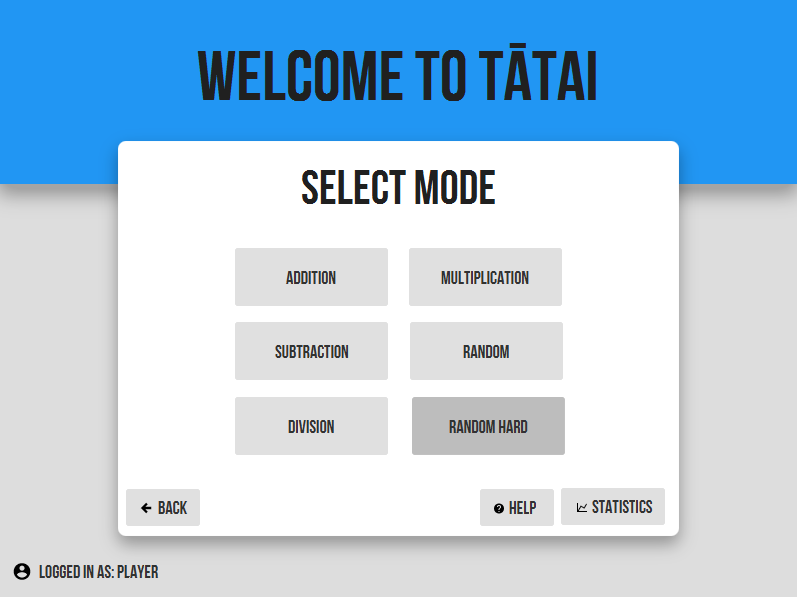 WELCOME TO TĀTAI
SELECT MODE
ADDITION
MULTIPLICATION
SUBTRACTION
RANDOM
DIVISION
RANDOM HARD
BACK
HELP
STATISTICS
LOGGED IN AS: PLAYER